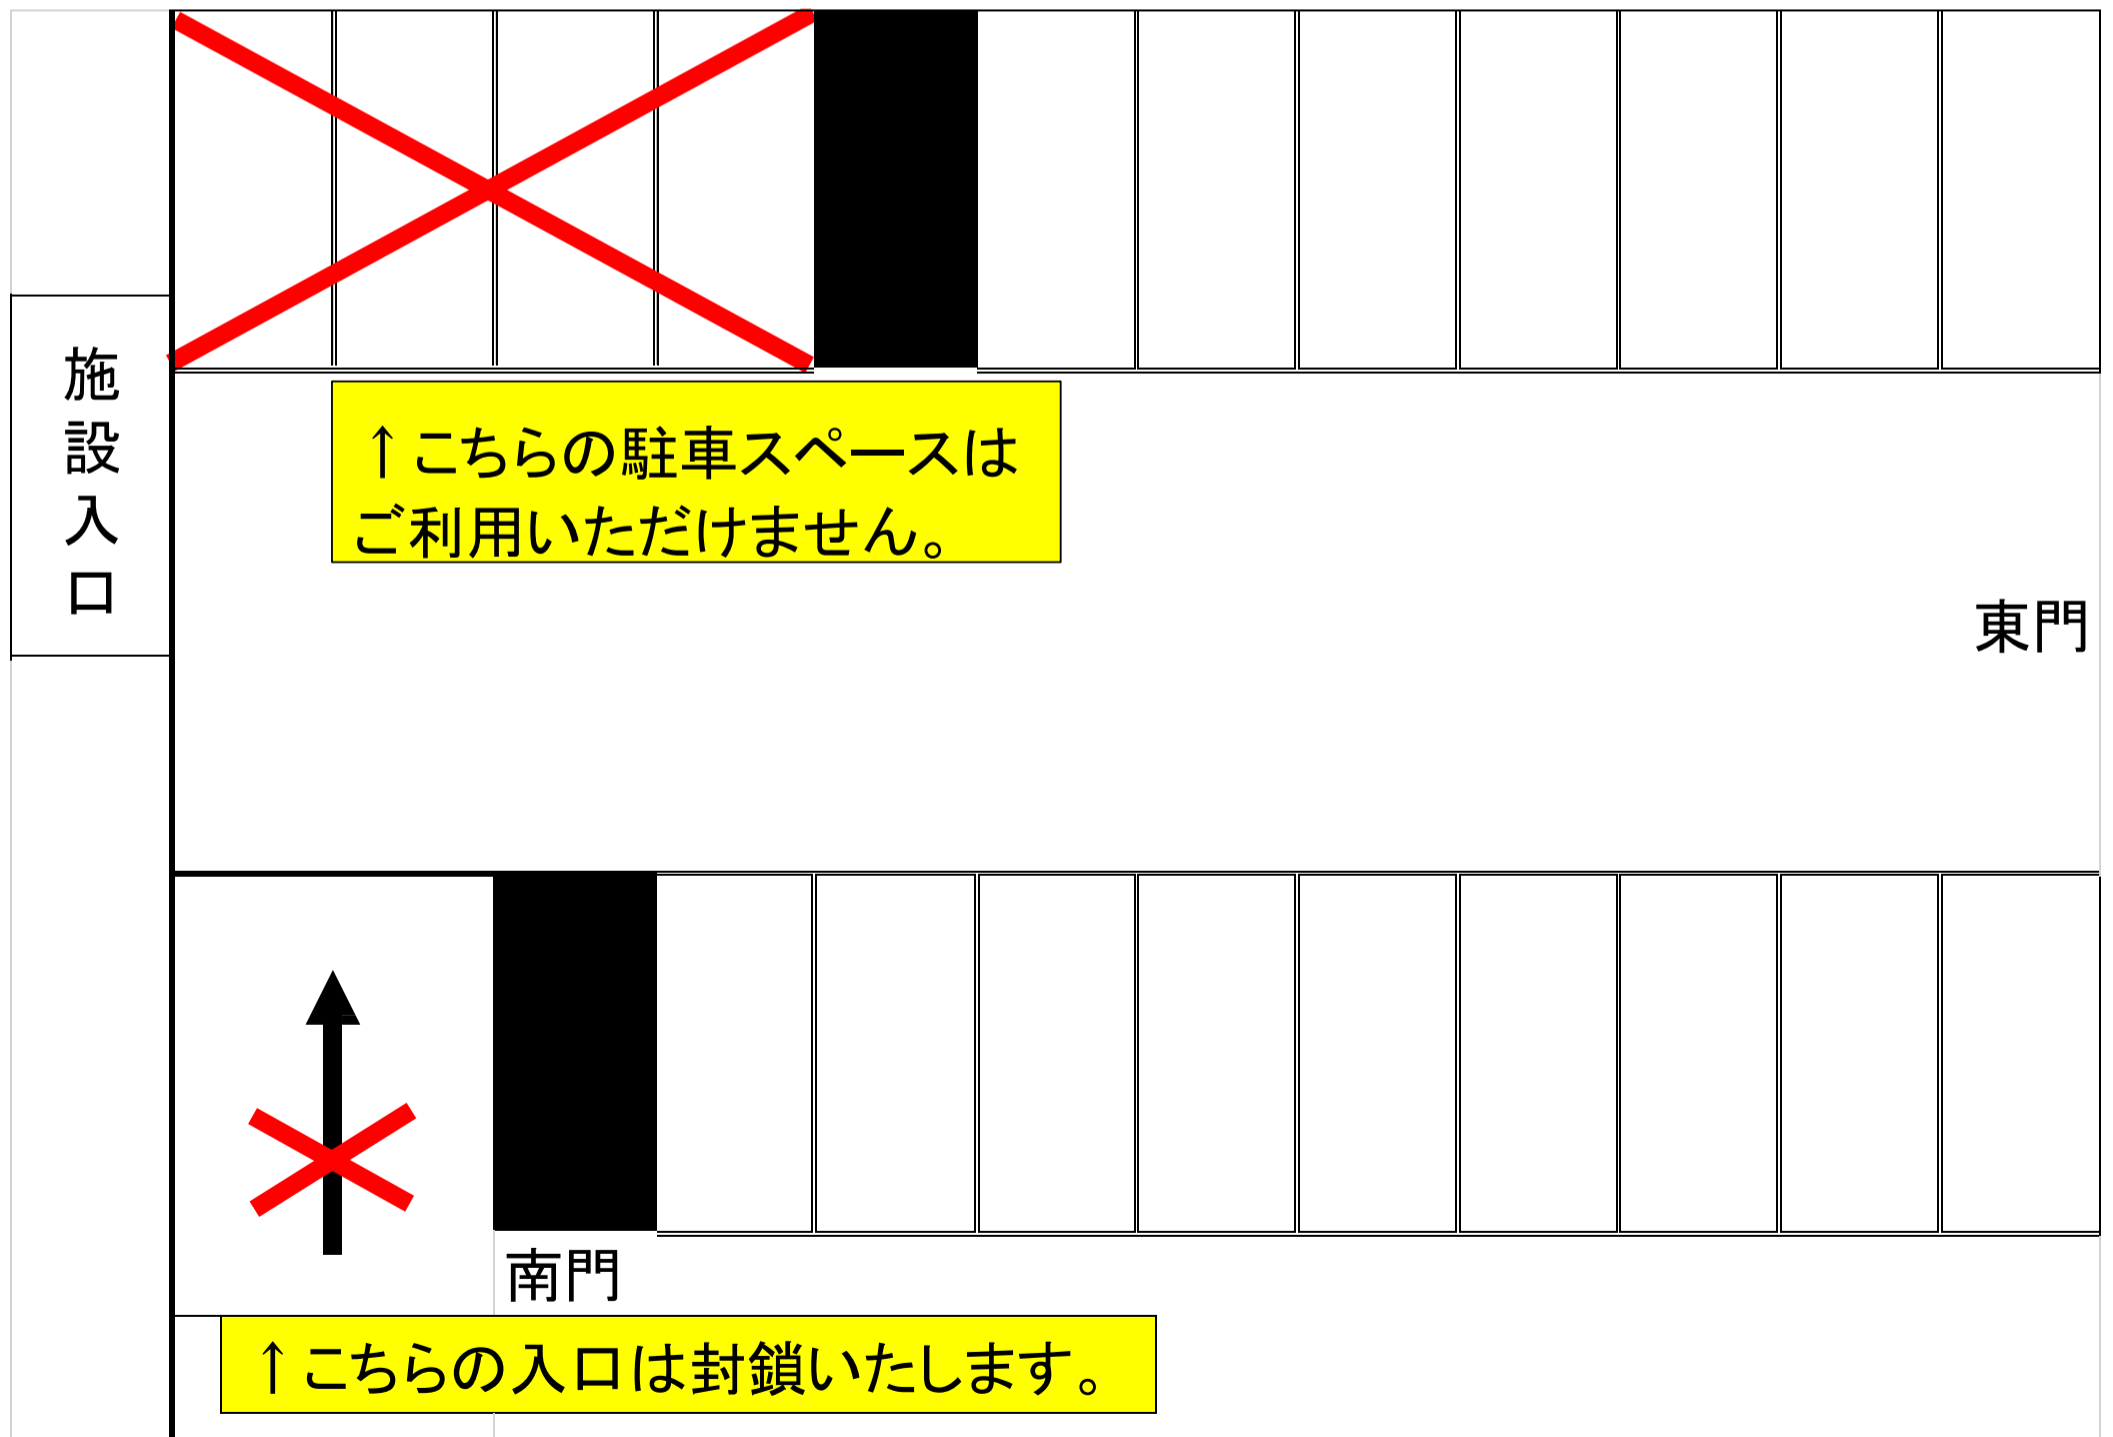 ↑こちらの駐車スペースは
ご利用いただけません。
施設入口
東門
南門
↑こちらの入口は封鎖いたします。